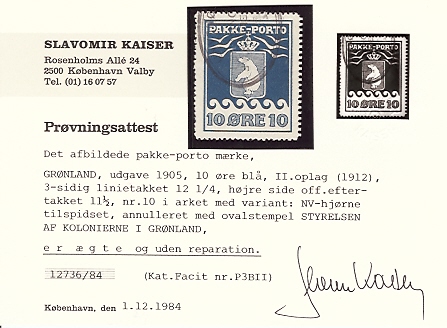 SLAVOMIR KAISER
Rosenholms Allé 24
2500 København Valby
Tel. (01) 16 07 57
PAKKE-PORTO
10 ØRE 10
PAKKE-PORTO
10 ØRE 10
Prøvningsattest
Det afbildede pakke-porto mærke,
GRØNLAND, udgave 1905, 10 øre blå, II.oplag (1912),
3-sidig linietakket 12 1/4, højre side off.efter-
takket 11½, nr.10 i arket med variant: NV-hjørne
tilspidset, annulleret med ovalstempel STYRELSEN
AF KOLONIERNE I GRØNLAND,
er ægte og uden reparation.
12736/84 (Kat.Facit nr.P3BII)
København, den 1.12.1984